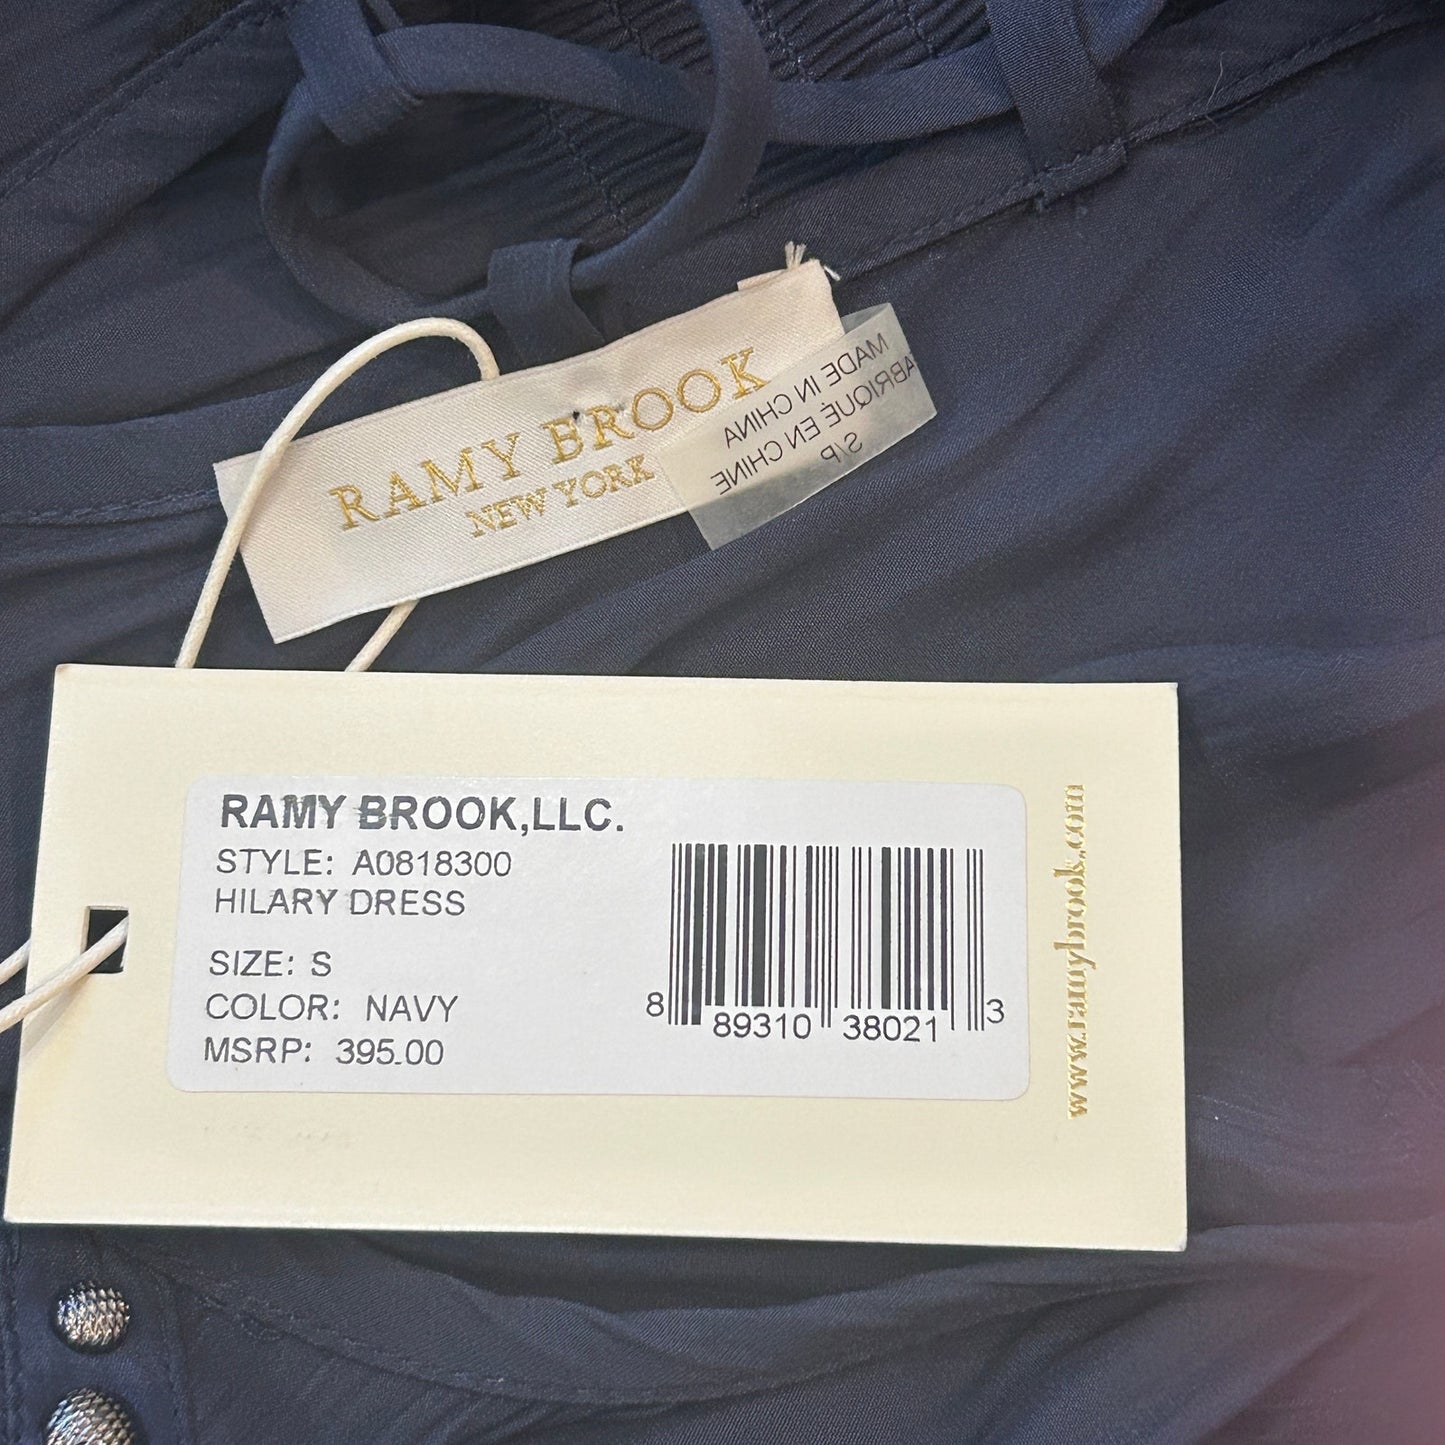 RAMY BROOK
NEW YORK
MADE IN CHINA
FABRIQUÉ EN CHINE
S/P
RAMY BROOK,LLC.
STYLE: A0818300
HILARY DRESS
SIZE: S
COLOR: NAVY
MSRP: 395.00
8 89310 38021 3
www.ramybrook.com